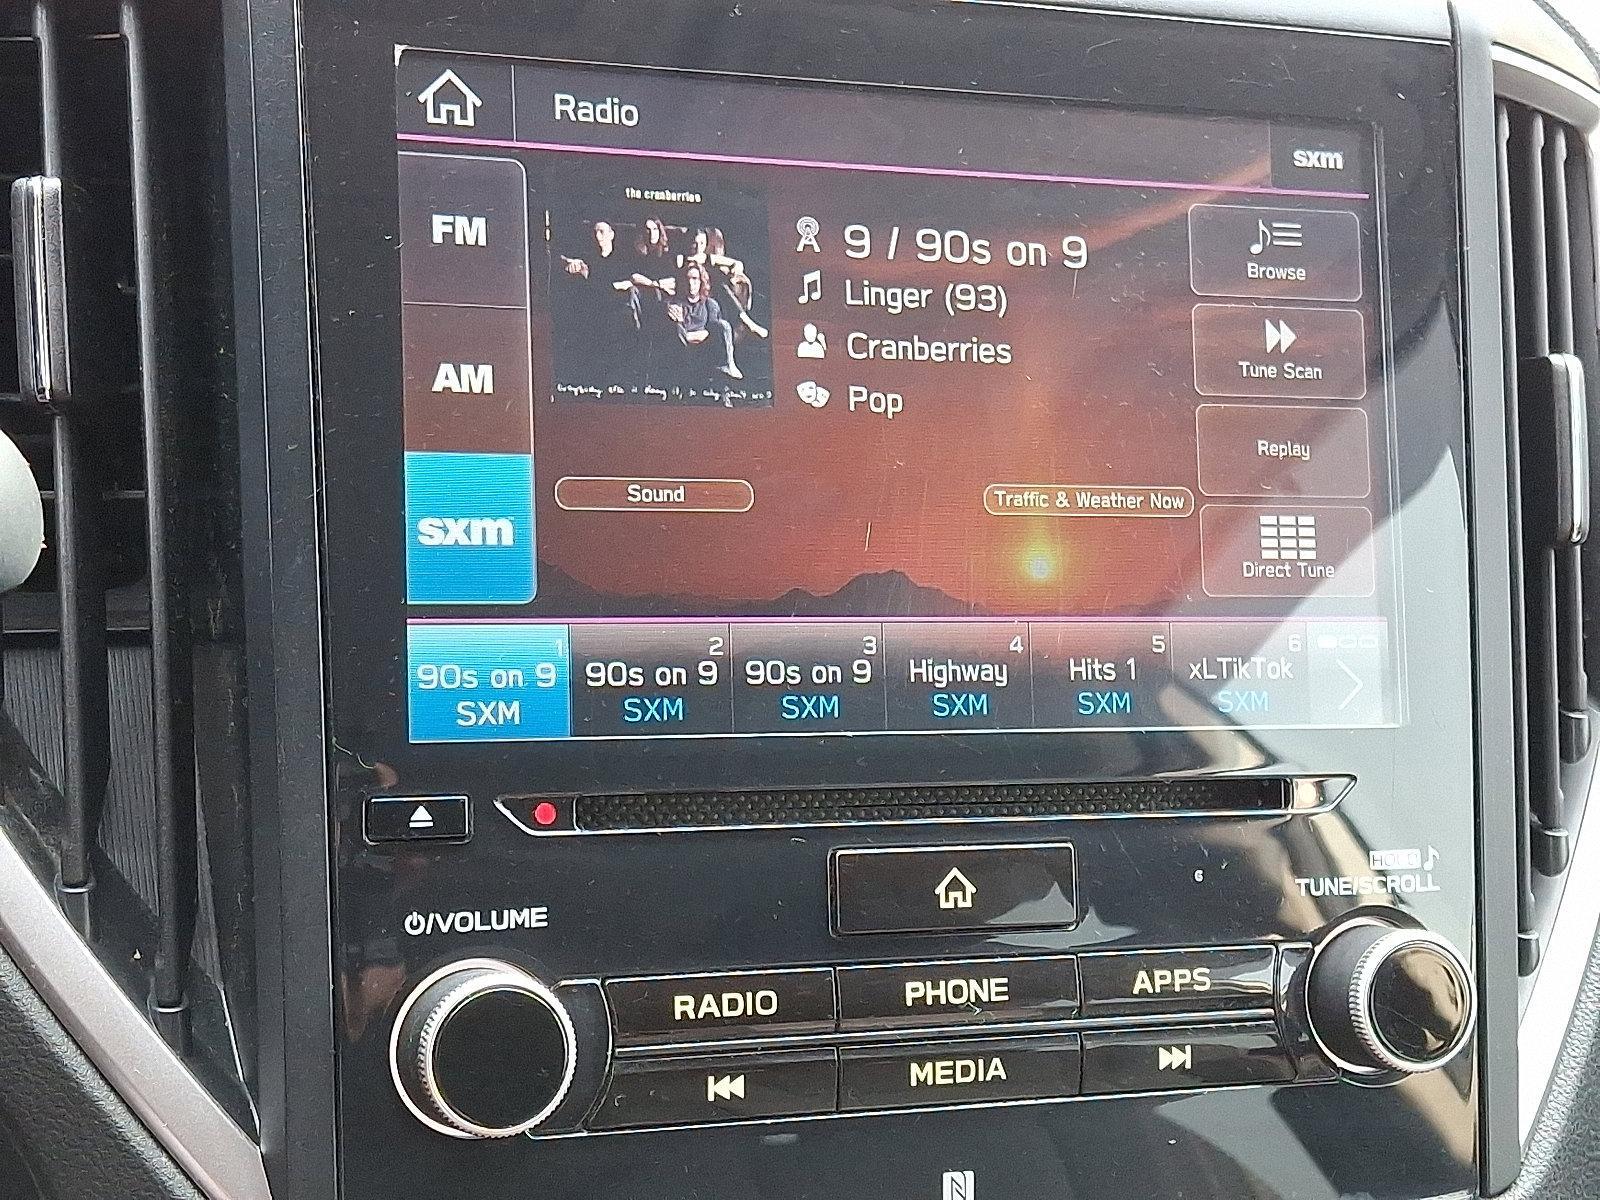 Radio
sxm
FM
AM
sxm
the cranberries
9 / 90s on 9
Linger (93)
Cranberries
Pop
Browse
Tune Scan
Replay
Direct Tune
Sound
Traffic & Weather Now
1
90s on 9
SXM
2
90s on 9
SXM
3
90s on 9
SXM
4
Highway
SXM
5
Hits 1
SXM
6
xLTikTok
SXM
/VOLUME
HOLD
TUNE/SCROLL
RADIO
PHONE
APPS
MEDIA